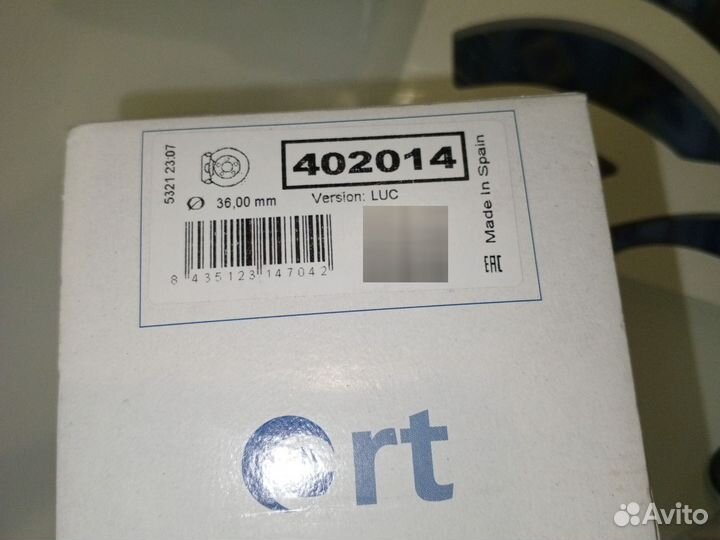 5321 23:07
402014
Ø 36,00 mm
Version: LUC
8 435123 147042
Made In Spain
EAC
ert
Avito